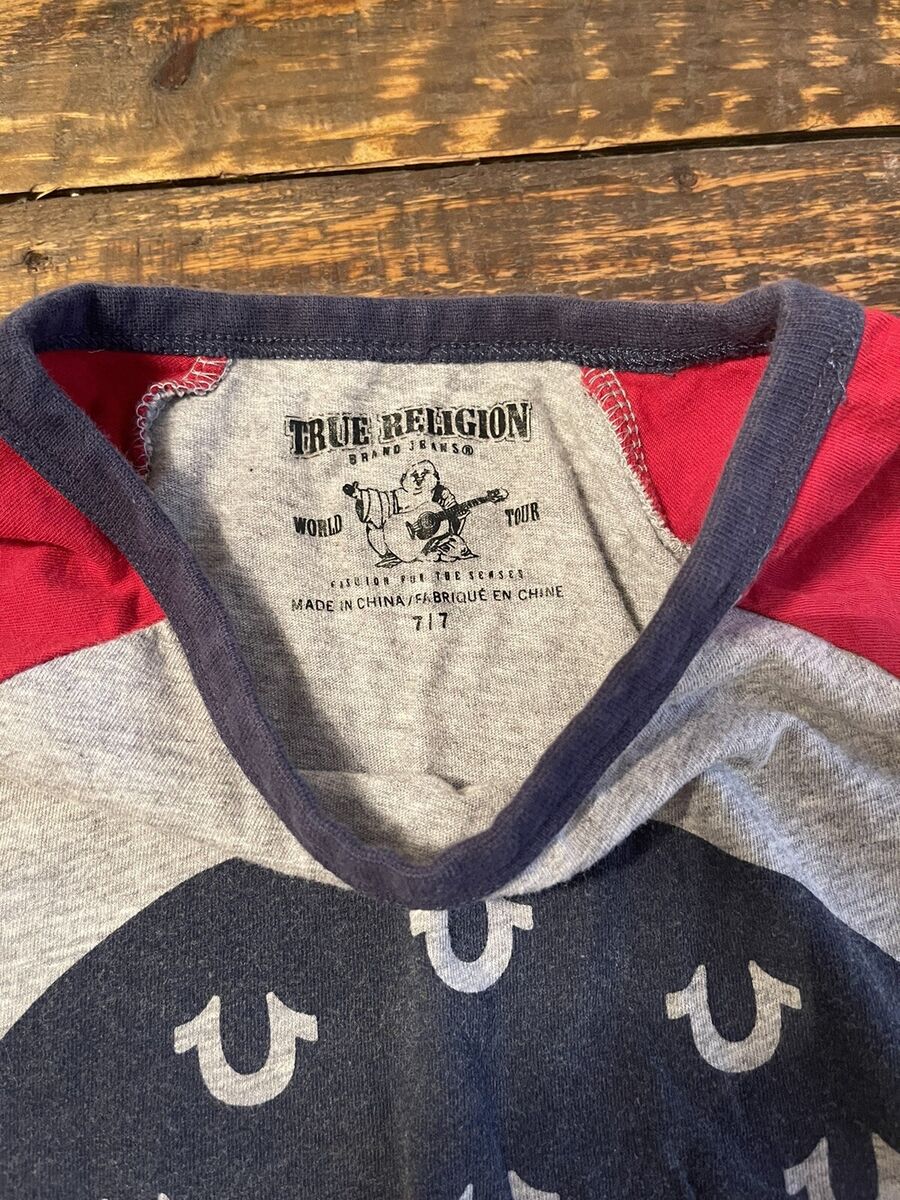 TRUE RELIGION
BRAND JEANS®
WORLD TOUR
FASHION FOR THE SENSES
MADE IN CHINA/FABRIQUÉ EN CHINE
7/7